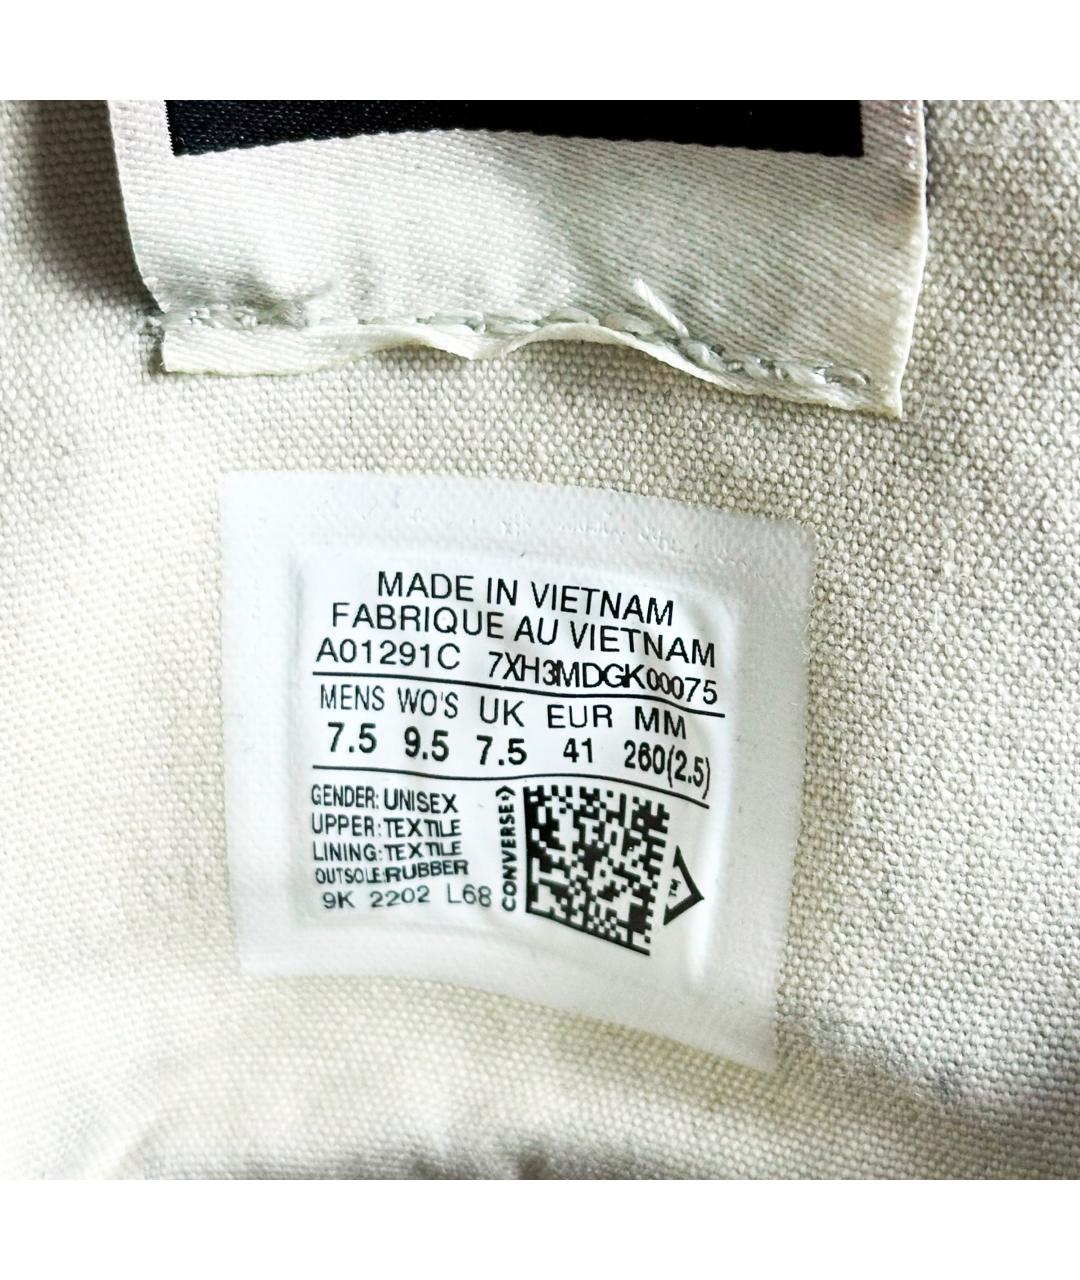 MADE IN VIETNAM
FABRIQUE AU VIETNAM
A01291C 7XH3MDGK00075
MENS WO'S UK EUR MM
7.5 9.5 7.5 41 260(2.5)
GENDER: UNISEX
UPPER: TEXTILE
LINING: TEXTILE
OUTSOLE: RUBBER
9K 2202 L68
CONVERSE
TM